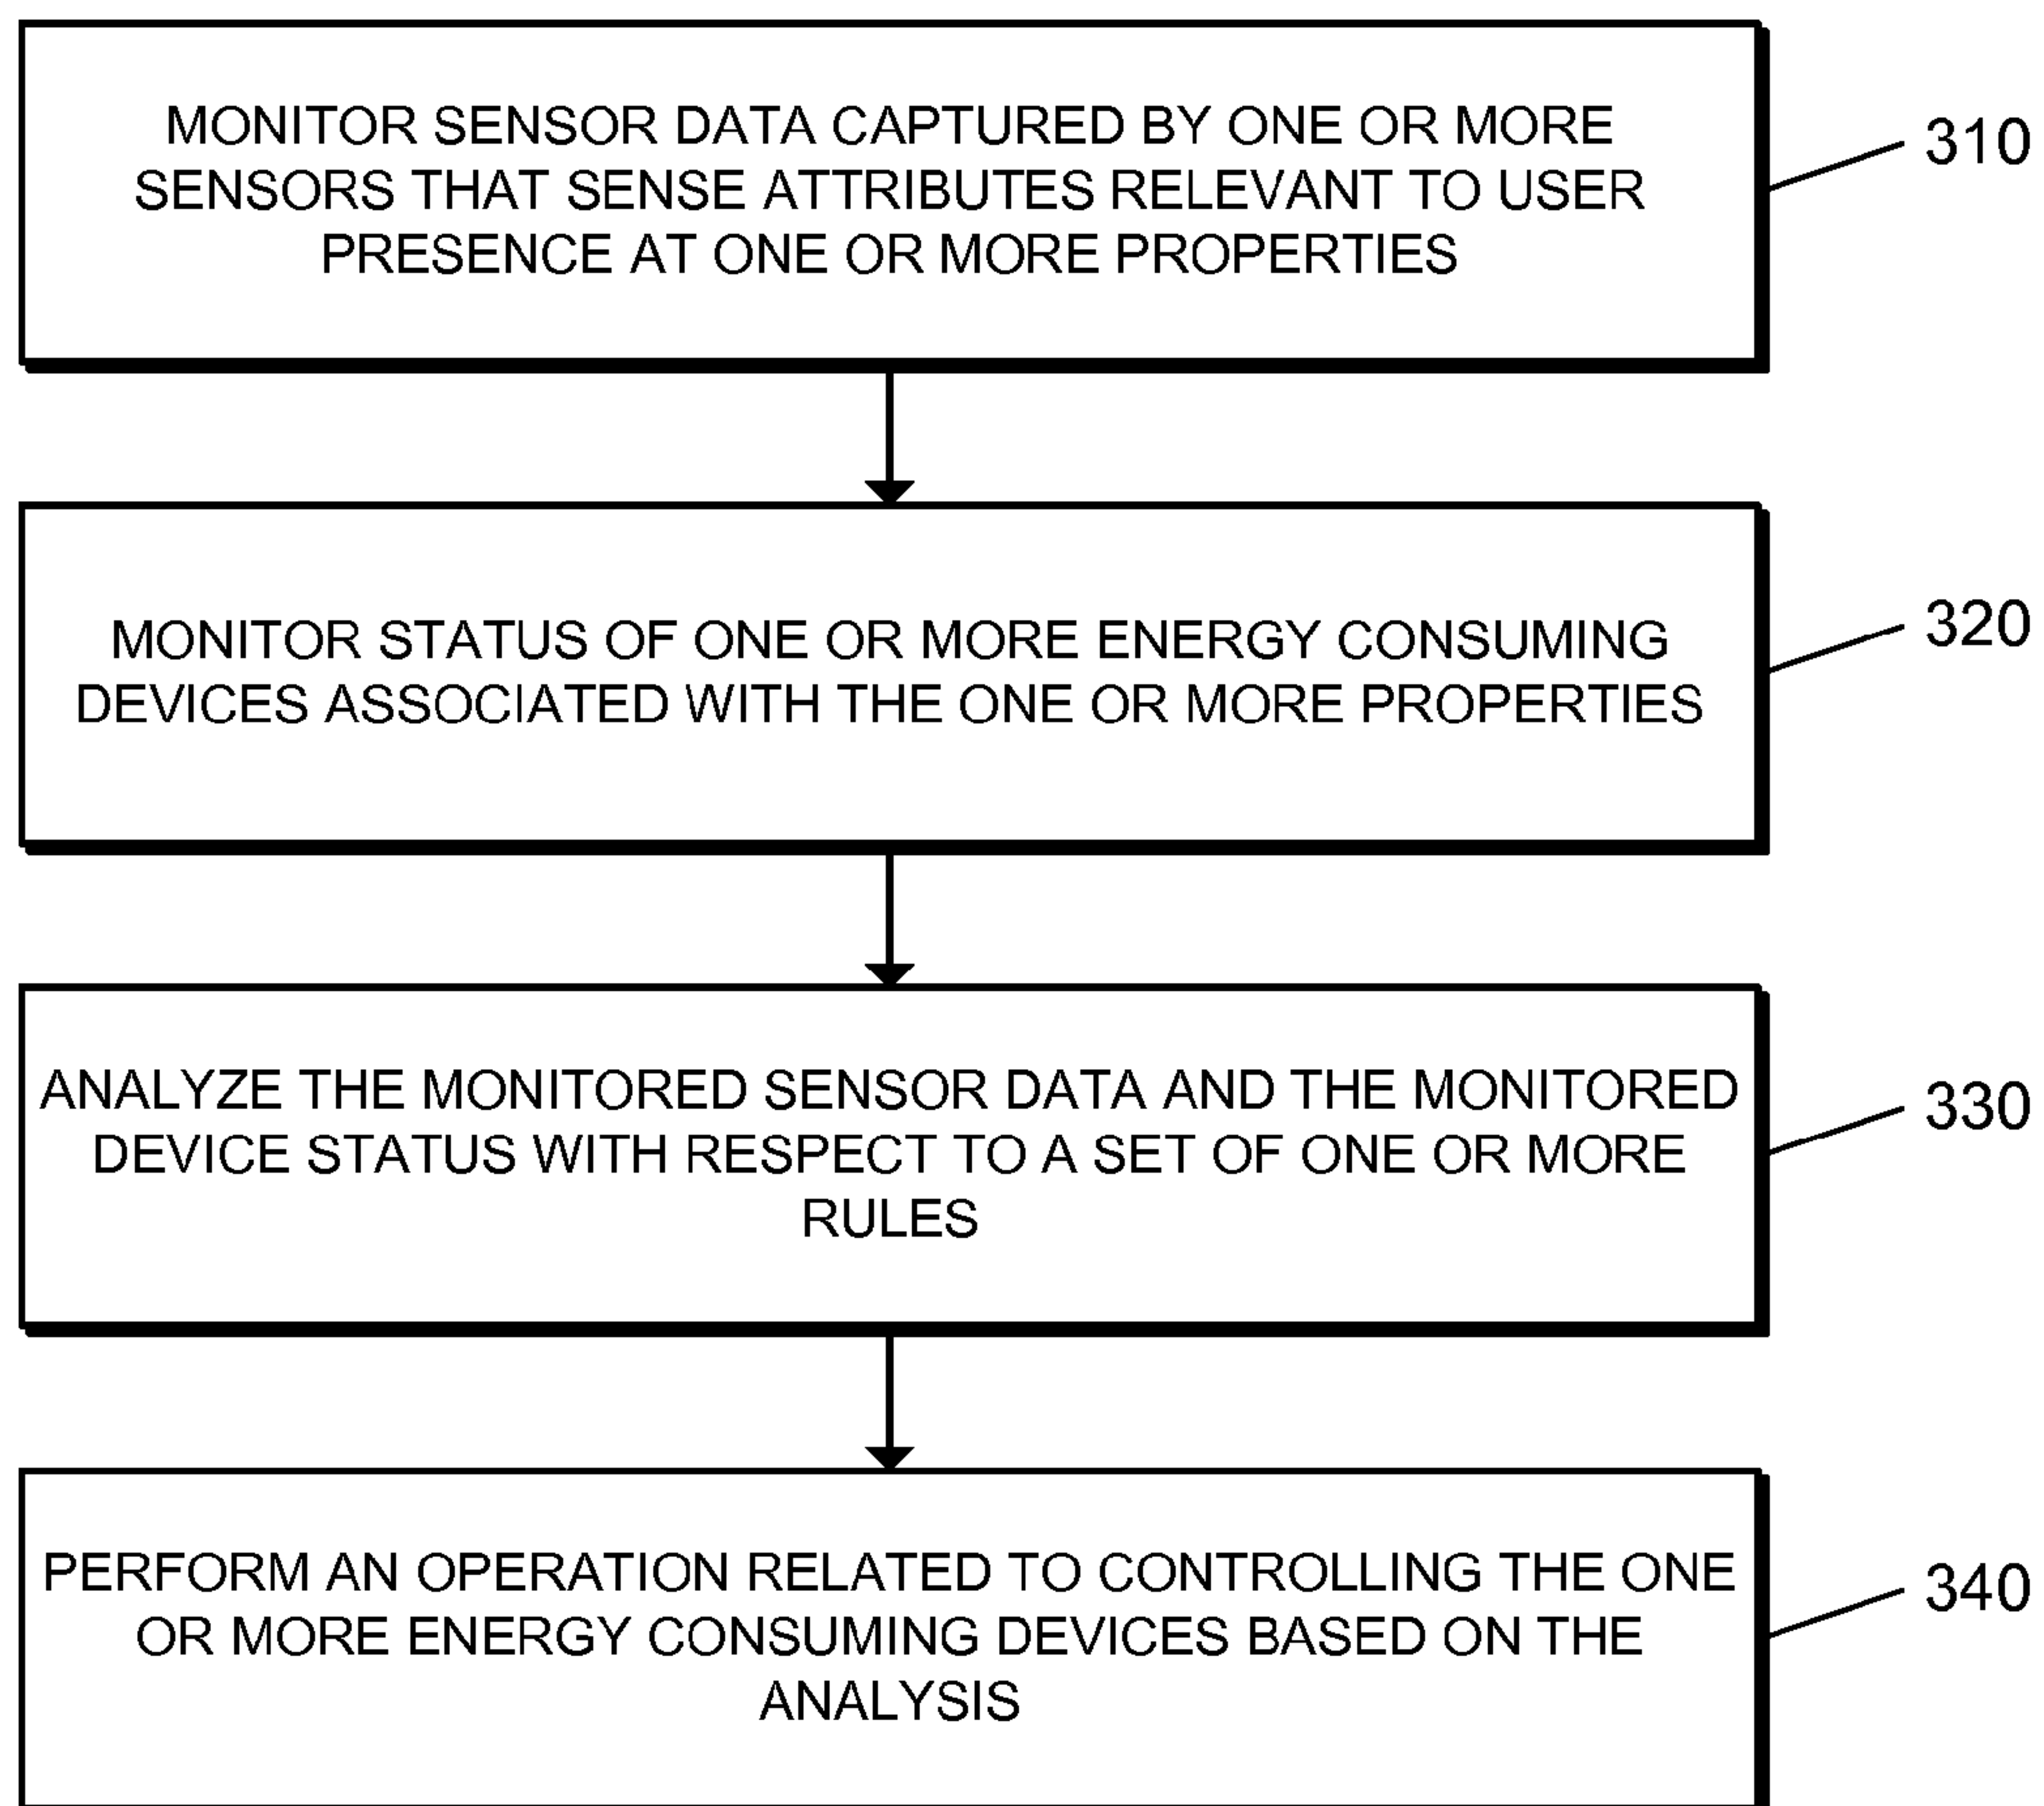 MONITOR SENSOR DATA CAPTURED BY ONE OR MORE
SENSORS THAT SENSE ATTRIBUTES RELEVANT TO USER
PRESENCE AT ONE OR MORE PROPERTIES
310
MONITOR STATUS OF ONE OR MORE ENERGY CONSUMING
DEVICES ASSOCIATED WITH THE ONE OR MORE PROPERTIES
320
ANALYZE THE MONITORED SENSOR DATA AND THE MONITORED
DEVICE STATUS WITH RESPECT TO A SET OF ONE OR MORE
RULES
330
PERFORM AN OPERATION RELATED TO CONTROLLING THE ONE
OR MORE ENERGY CONSUMING DEVICES BASED ON THE
ANALYSIS
340